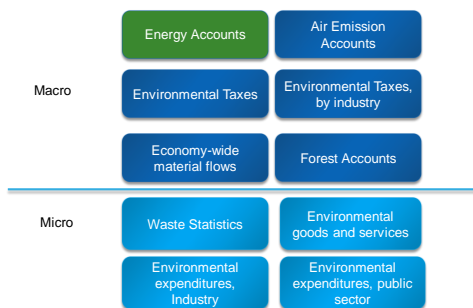 Energy Accounts
Air Emission
Accounts
Macro
Environmental Taxes
Environmental Taxes,
by industry
Economy-wide
material flows
Forest Accounts
Micro
Waste Statistics
Environmental
goods and services
Environmental
expenditures,
Industry
Environmental
expenditures, public
sector